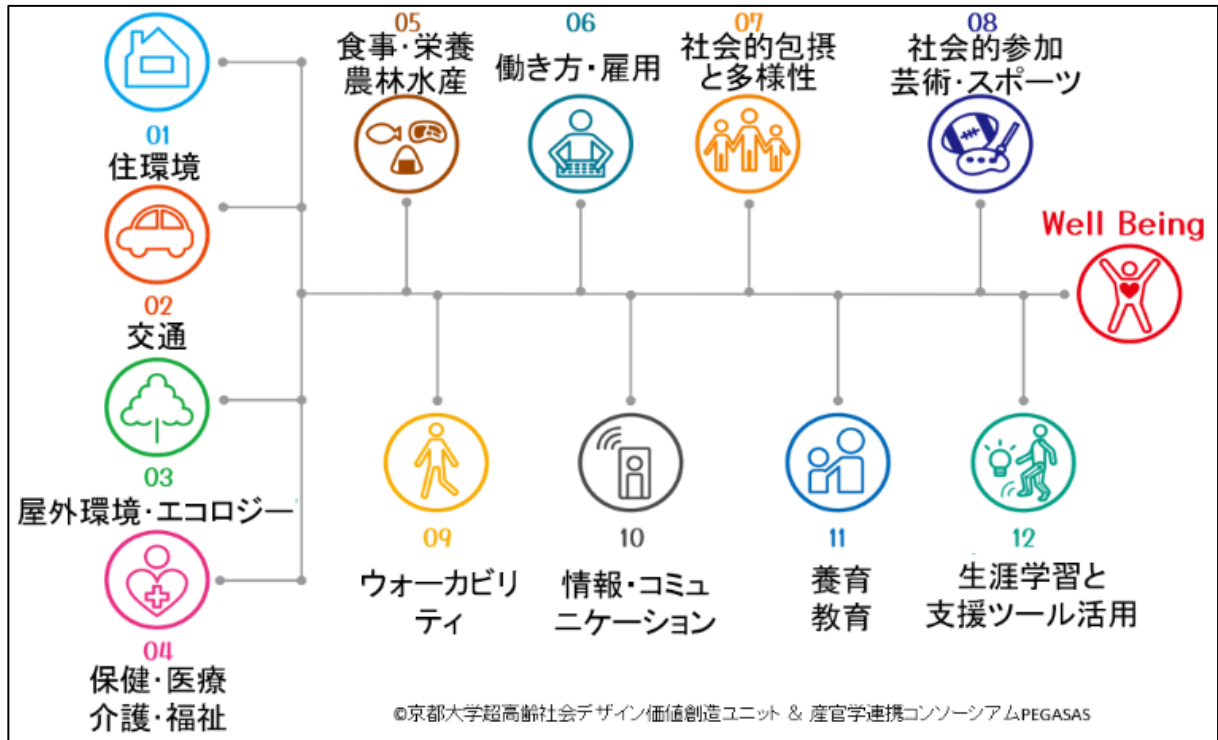 01
住環境
02
交通
03
屋外環境・エコロジー
04
保健・医療
介護・福祉
05
食事・栄養
農林水産
06
働き方・雇用
07
社会的包摂
と多様性
08
社会的参加
芸術・スポーツ
Well Being
09
ウォーカビリ
ティ
10
情報・コミュ
ニケーション
11
養育
教育
12
生涯学習と
支援ツール活用
©京都大学超高齢社会デザイン価値創造ユニット & 産官学連携コンソーシアムPEGASAS